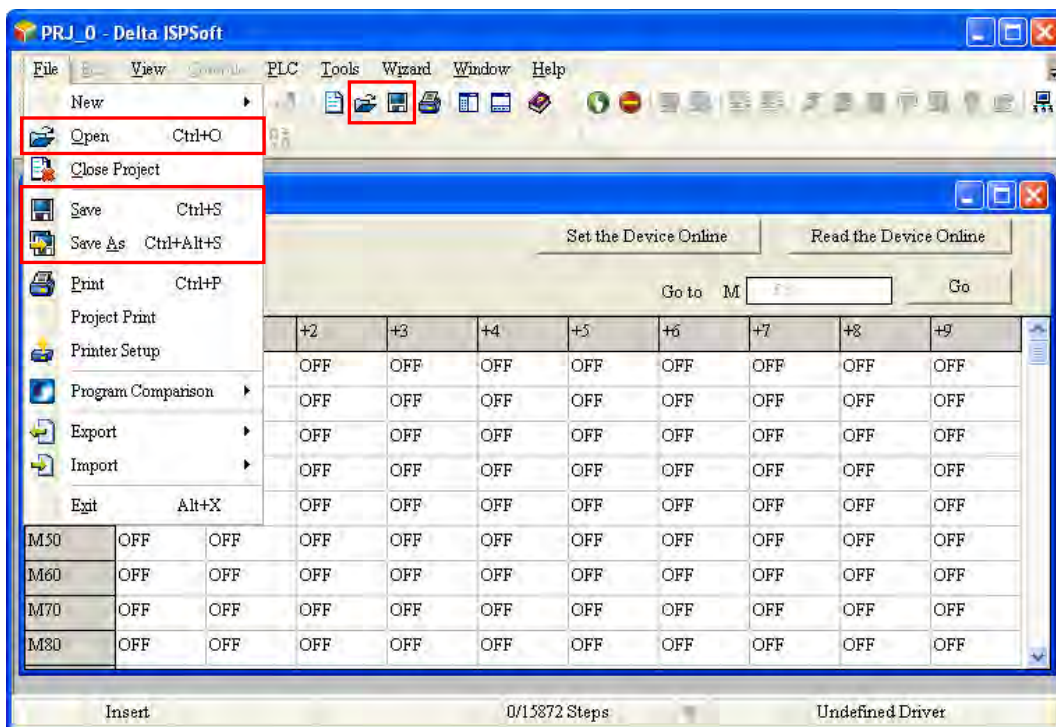 PRJ_0 - Delta ISPSoft
File View PLC Tools Wizard Window Help
New
Open Ctrl+O
Close Project
Save Ctrl+S
Save As Ctrl+Alt+S
Print Ctrl+P
Project Print
Printer Setup
Program Comparison
Export
Import
Exit Alt+X
Set the Device Online Read the Device Online
Go to M Go
+2 +3 +4 +5 +6 +7 +8 +9
OFF OFF OFF OFF OFF OFF OFF OFF
OFF OFF OFF OFF OFF OFF OFF OFF
OFF OFF OFF OFF OFF OFF OFF OFF
OFF OFF OFF OFF OFF OFF OFF OFF
OFF OFF OFF OFF OFF OFF OFF OFF
M50 OFF OFF OFF OFF OFF OFF OFF OFF OFF OFF
M60 OFF OFF OFF OFF OFF OFF OFF OFF OFF OFF
M70 OFF OFF OFF OFF OFF OFF OFF OFF OFF OFF
M80 OFF OFF OFF OFF OFF OFF OFF OFF OFF OFF
Insert 0/15872 Steps Undefined Driver